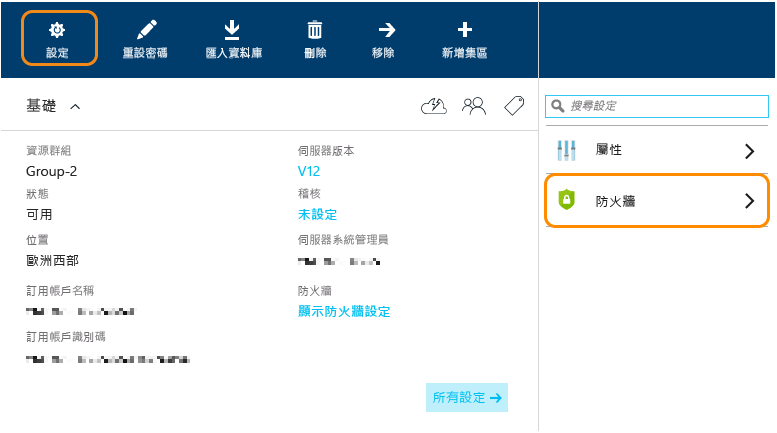 設定
重設密碼
匯入資料庫
刪除
移除
新增集區
基礎
資源群組
Group-2
狀態
可用
位置
歐洲西部
訂用帳戶名稱
訂用帳戶識別碼
伺服器版本
V12
稽核
未設定
伺服器系統管理員
防火牆
顯示防火牆設定
所有設定
搜尋設定
屬性
防火牆